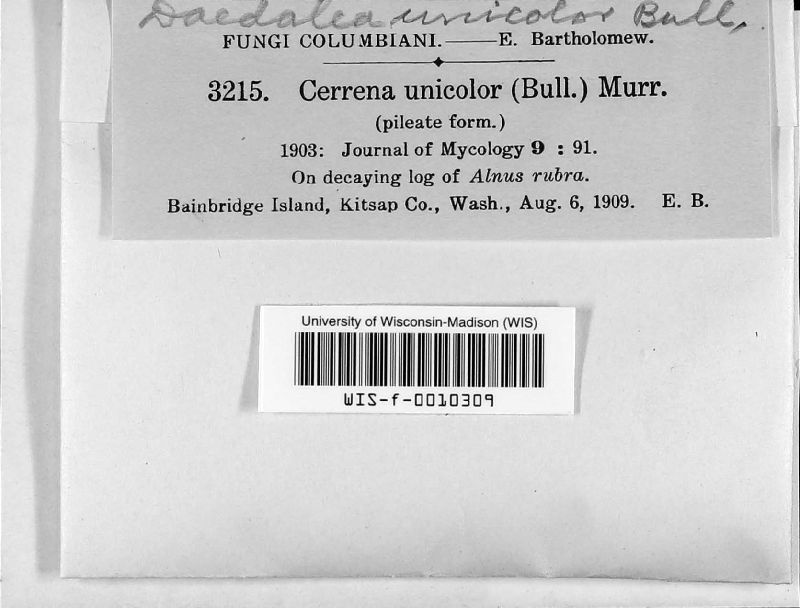 Daedalea unicolor Bull.
FUNGI COLUMBIANI.——E. Bartholomew.
3215. Cerrena unicolor (Bull.) Murr.
(pileate form.)
1903: Journal of Mycology 9 : 91.
On decaying log of Alnus rubra.
Bainbridge Island, Kitsap Co., Wash., Aug. 6, 1909. E. B.
University of Wisconsin-Madison (WIS)
WIS-f-0010309